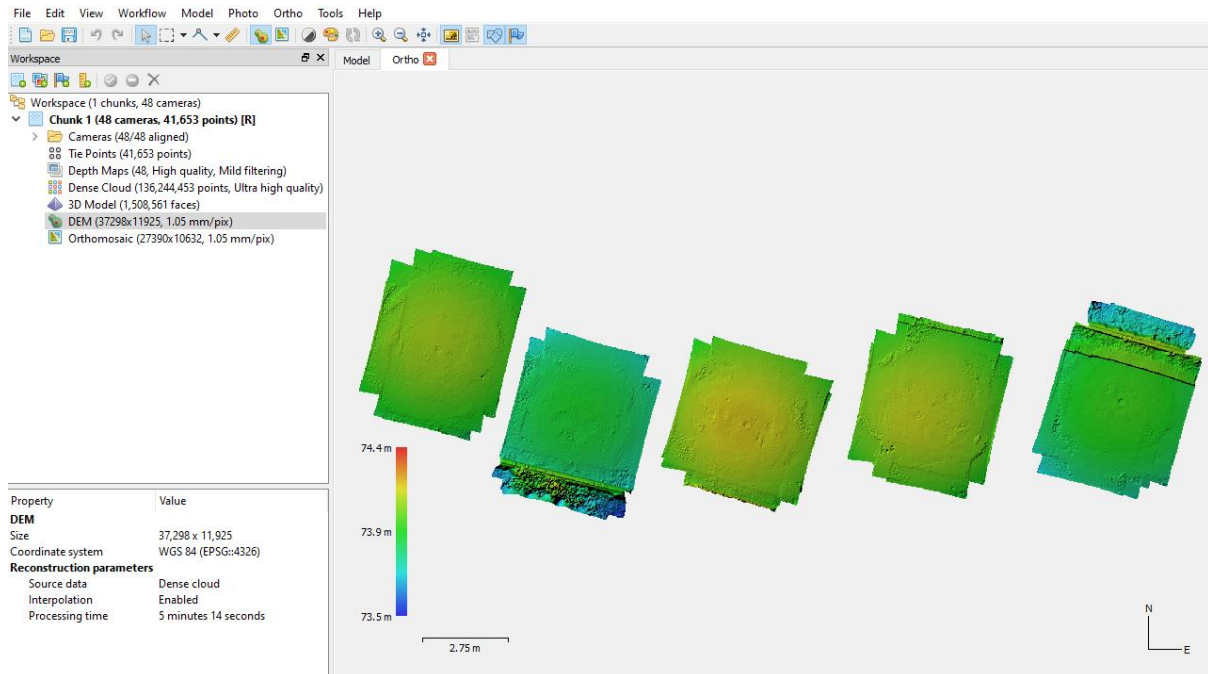 File Edit View Workflow Model Photo Ortho Tools Help
Workspace
Model Ortho
Workspace (1 chunks, 48 cameras)
Chunk 1 (48 cameras, 41,653 points) [R]
Cameras (48/48 aligned)
Tie Points (41,653 points)
Depth Maps (48, High quality, Mild filtering)
Dense Cloud (136,244,453 points, Ultra high quality)
3D Model (1,508,561 faces)
DEM (37298x11925, 1.05 mm/pix)
Orthomosaic (27390x10632, 1.05 mm/pix)
Property Value
DEM
Size 37,298 x 11,925
Coordinate system WGS 84 (EPSG::4326)
Reconstruction parameters
Source data Dense cloud
Interpolation Enabled
Processing time 5 minutes 14 seconds
74.4 m
73.9 m
73.5 m
2.75 m
N
E